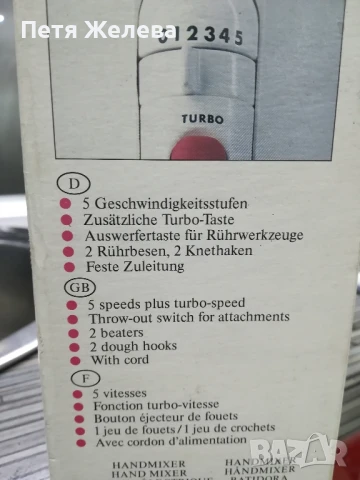 Петя Желева
012345
TURBO
D
5 Geschwindigkeitsstufen
Zusätzliche Turbo-Taste
Auswerfertaste für Rührwerkzeuge
2 Rührbesen, 2 Knethaken
Feste Zuleitung
GB
5 speeds plus turbo-speed
Throw-out switch for attachments
2 beaters
2 dough hooks
With cord
F
5 vitesses
Fonction turbo-vitesse
Bouton éjecteur de fouets
1 jeu de fouets / 1 jeu de crochets
Avec cordon d'alimentation
HANDMIXER HANDMIXER
HAND MIXER HÅNDMIXER
BATIDORA
BAZAR